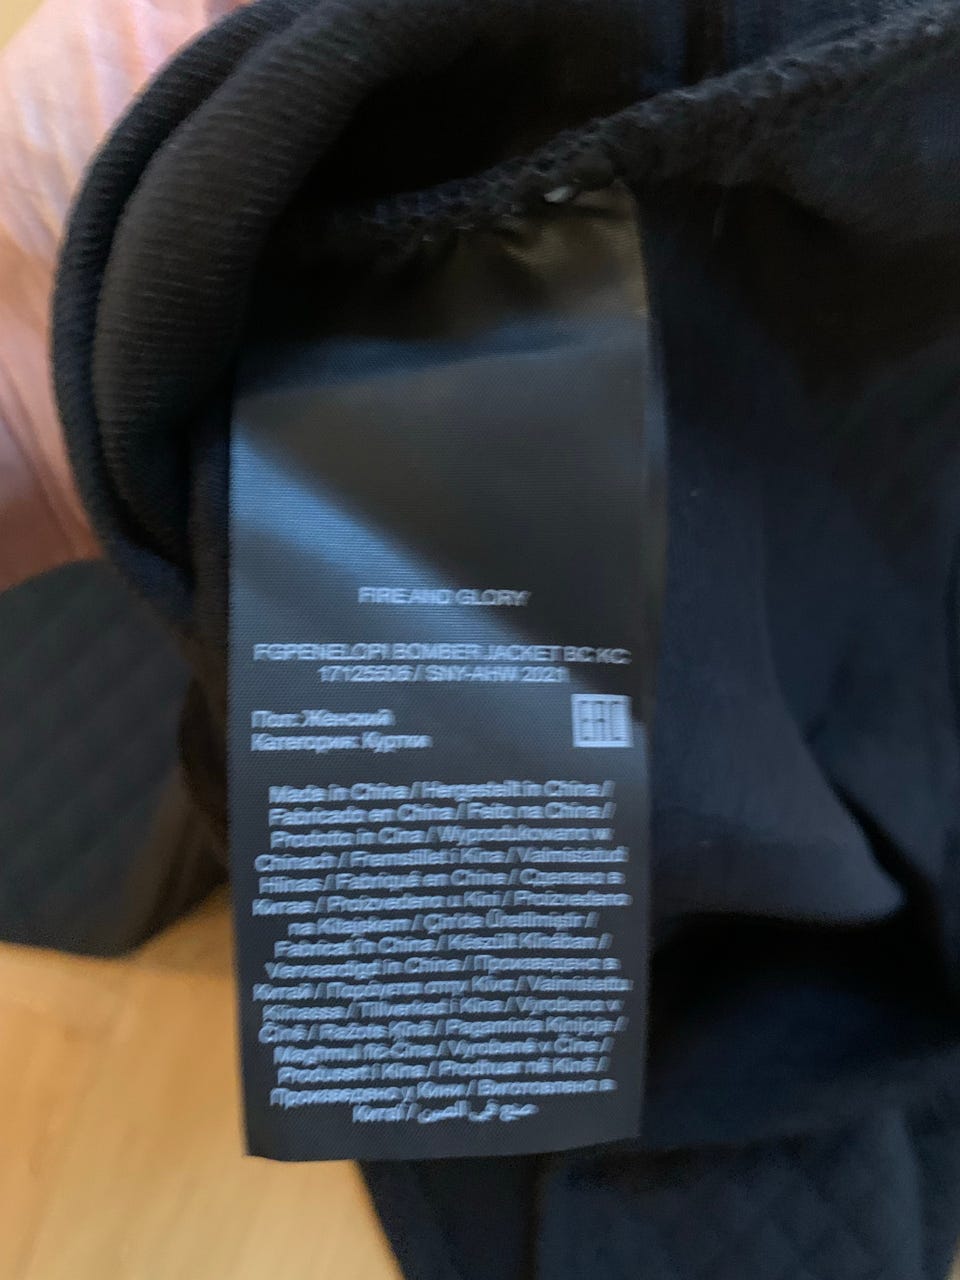 FIRE AND GLORY
FGPENELOPI BOMBER JACKET BC KC
17125506 / SNY-AHW 2021
Пол: Женский
Категория: Куртки
EAC
Made in China / Hergestellt in China /
Fabricado en China / Feito na China /
Prodotto in Cina / Wyprodukowano w
Chinach / Fremstillet i Kina / Valmistatud
Hiinas / Fabriqué en China / Сделано в
Китае / Proizvedeno u Kini / Proizvedeno
na Kitajskem / Çin'de Üretilmiştir /
Fabricat în China / Készült Kínában /
Vervaardigd in China / Произведено в
Китай / Παράγεται στην Κίνα / Valmistettu
Kiinassa / Tillverkad i Kina / Vyrobeno v
Číně / Ražots Ķīnā / Pagaminta Kinijoje /
Magħmul fiċ-Ċina / Vyrobané v Číne /
Produsert i Kina / Prodhuar në Kinë /
Произведено у Кини / Виготовлено в
Китаї / صنع في الصين